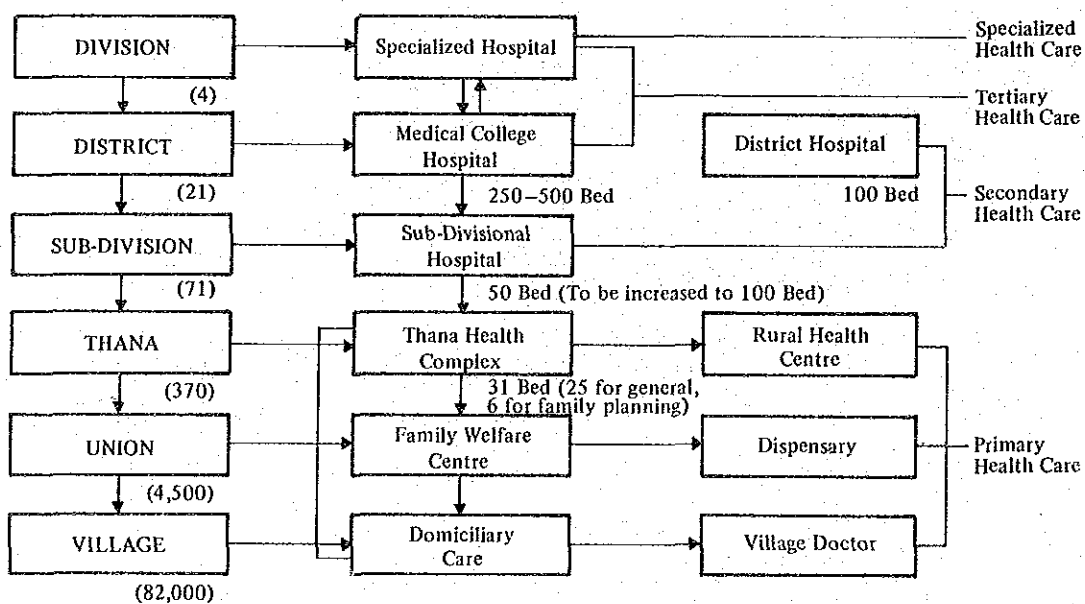 DIVISION
(4)
Specialized Hospital
Specialized
Health Care
Tertiary
Health Care
DISTRICT
(21)
Medical College
Hospital
250–500 Bed
District Hospital
100 Bed
Secondary
Health Care
SUB-DIVISION
(71)
Sub-Divisional
Hospital
50 Bed (To be increased to 100 Bed)
THANA
(370)
Thana Health
Complex
31 Bed (25 for general,
6 for family planning)
Rural Health
Centre
UNION
(4,500)
Family Welfare
Centre
Dispensary
Primary
Health Care
VILLAGE
(82,000)
Domiciliary
Care
Village Doctor